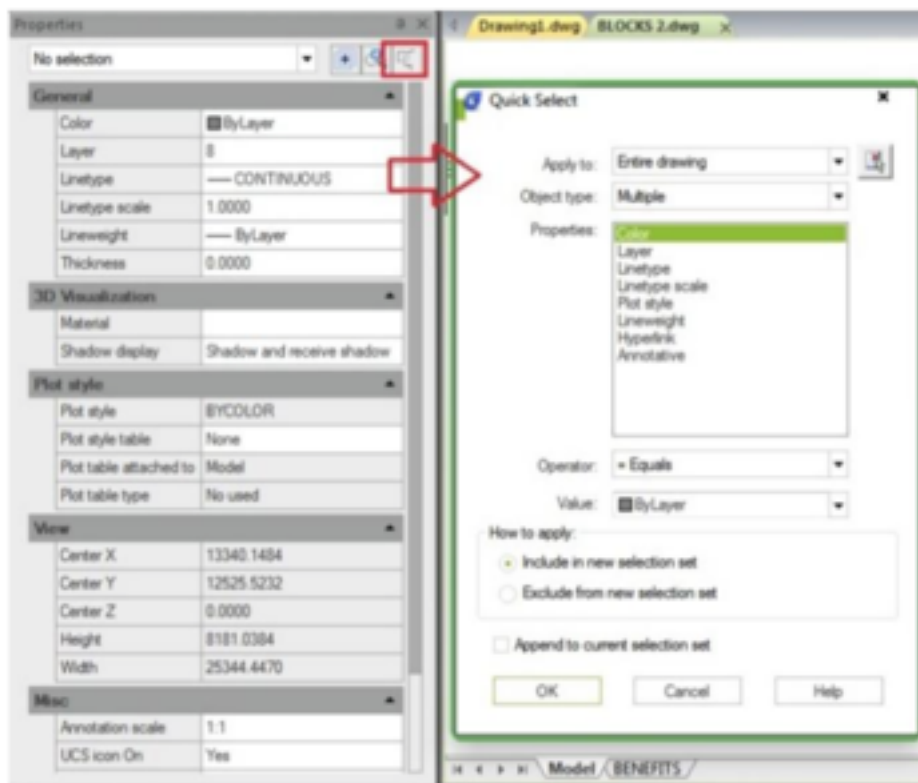 Properties
No selection
General
Color ByLayer
Layer 8
Linetype CONTINUOUS
Linetype scale 1.0000
Lineweight ByLayer
Thickness 0.0000
3D Visualization
Material
Shadow display Shadow and receive shadow
Plot style
Plot style BYCOLOR
Plot style table None
Plot table attached to Model
Plot table type No used
View
Center X 13340.1484
Center Y 12525.5232
Center Z 0.0000
Height 8181.0384
Width 25344.4470
Misc
Annotation scale 1:1
UCS icon On Yes
Drawing1.dwg BLOCKS 2.dwg
Quick Select
Apply to: Entire drawing
Object type: Multiple
Properties: Color
Layer
Linetype
Linetype scale
Plot style
Lineweight
Hyperlink
Annotative
Operator: = Equals
Value: ByLayer
How to apply:
Include in new selection set
Exclude from new selection set
Append to current selection set
OK Cancel Help
Model BENEFITS